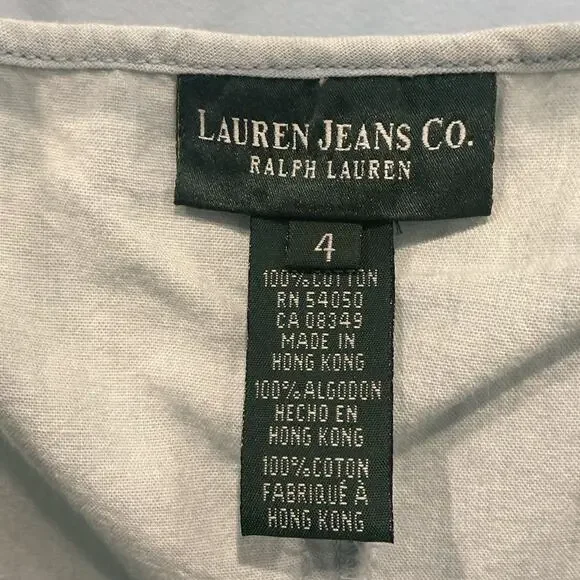 LAUREN JEANS CO.
RALPH LAUREN
4
100% COTTON
RN 54050
CA 08349
MADE IN
HONG KONG
100% ALGODON
HECHO EN
HONG KONG
100% COTON
FABRIQUÉ À
HONG KONG